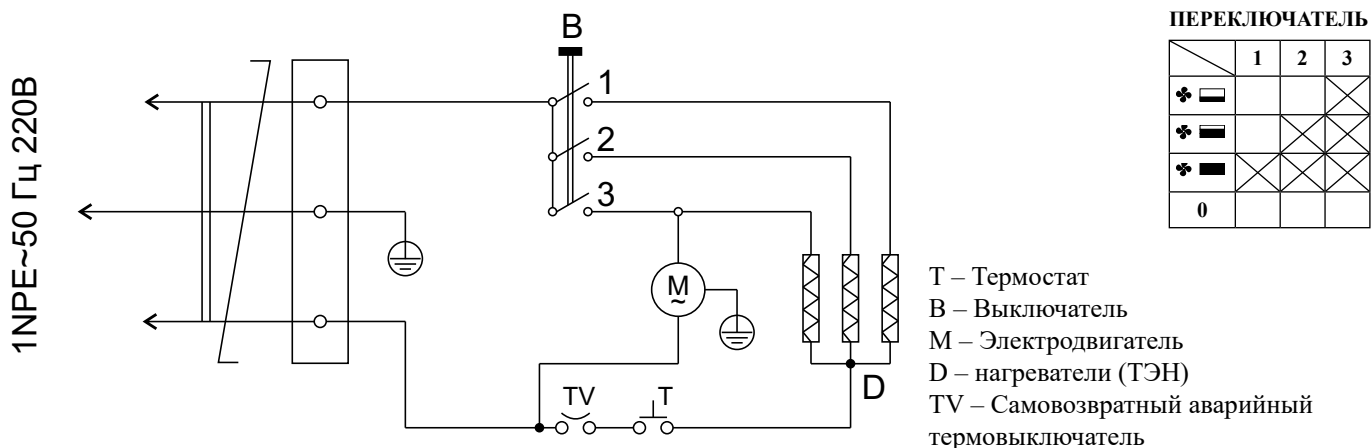 1NPE~50 Гц 220В
B
1
2
3
M
~
TV
T
D
ПЕРЕКЛЮЧАТЕЛЬ
1 2 3
0
T – Термостат
B – Выключатель
M – Электродвигатель
D – нагреватели (ТЭН)
TV – Самовозвратный аварийный
термовыключатель